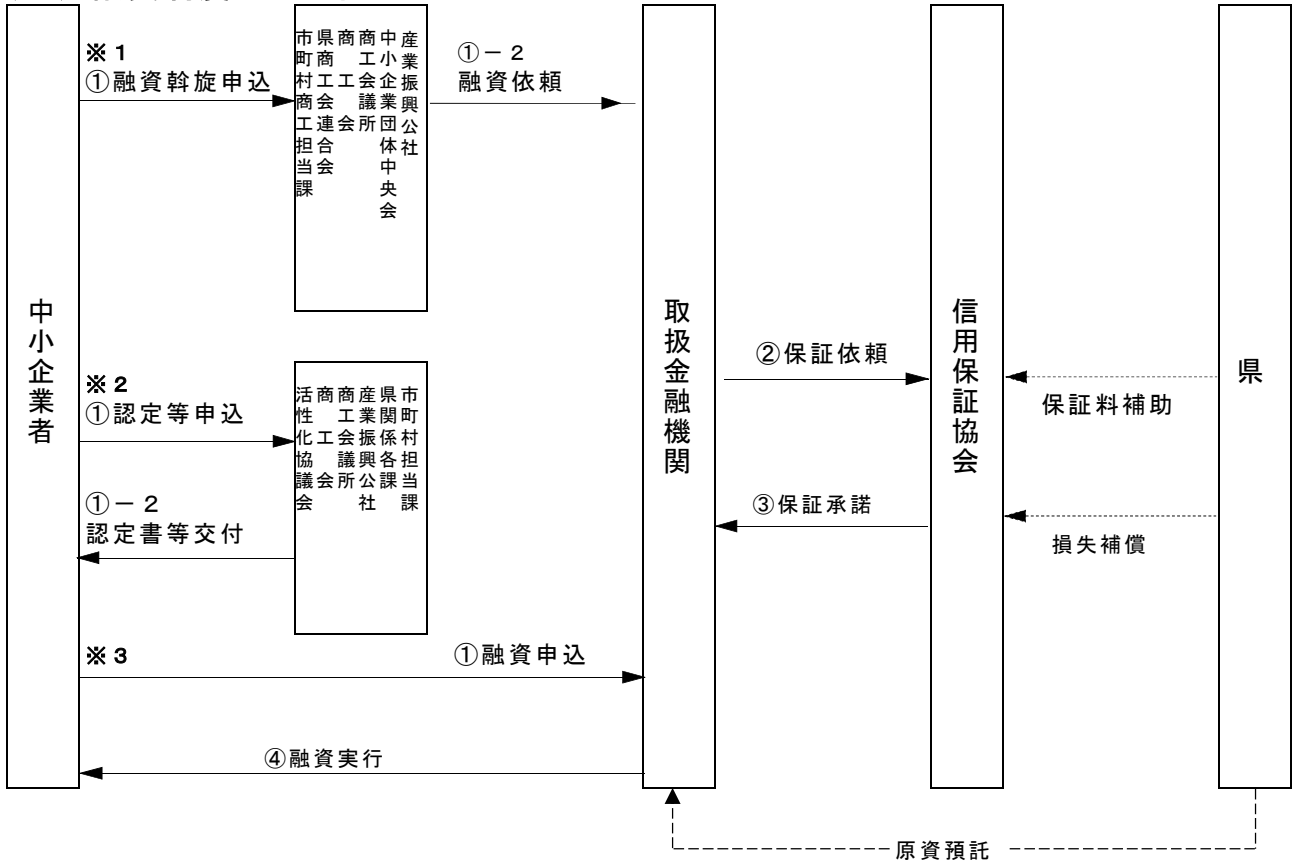 中小企業者
※1
①融資斡旋申込
産業振興公社
中小企業団体中央会
商工会議所
商工会
県商工会連合会
市町村商工担当課
①-2
融資依頼
※2
①認定等申込
①-2
認定書等交付
市町村担当課
県関係各課
産業振興公社
商工会議所
商工会
活性化協議会
※3
①融資申込
④融資実行
取扱金融機関
②保証依頼
③保証承諾
信用保証協会
保証料補助
損失補償
県
原資預託